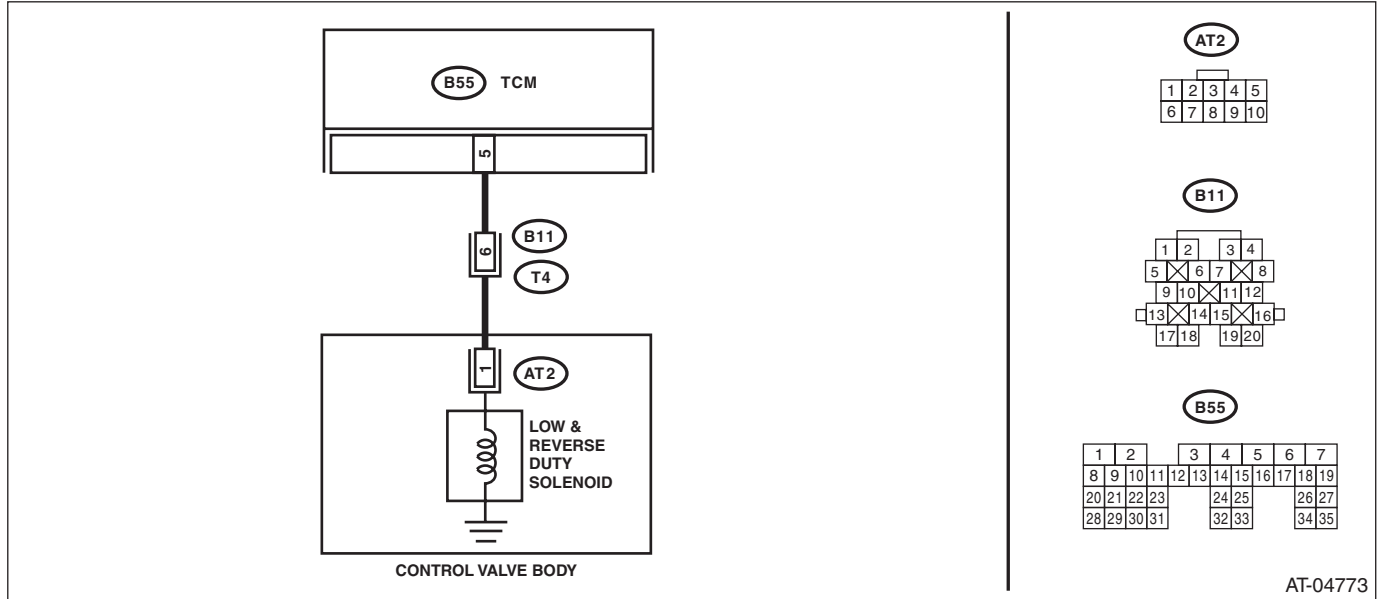 B55 TCM
5
6
B11
T4
1
AT2
LOW &
REVERSE
DUTY
SOLENOID
CONTROL VALVE BODY
AT2
1 2 3 4 5
6 7 8 9 10
B11
1 2 3 4
5 6 7 8
9 10 11 12
13 14 15 16
17 18 19 20
B55
1 2 3 4 5 6 7
8 9 10 11 12 13 14 15 16 17 18 19
20 21 22 23 24 25 26 27
28 29 30 31 32 33 34 35
AT-04773